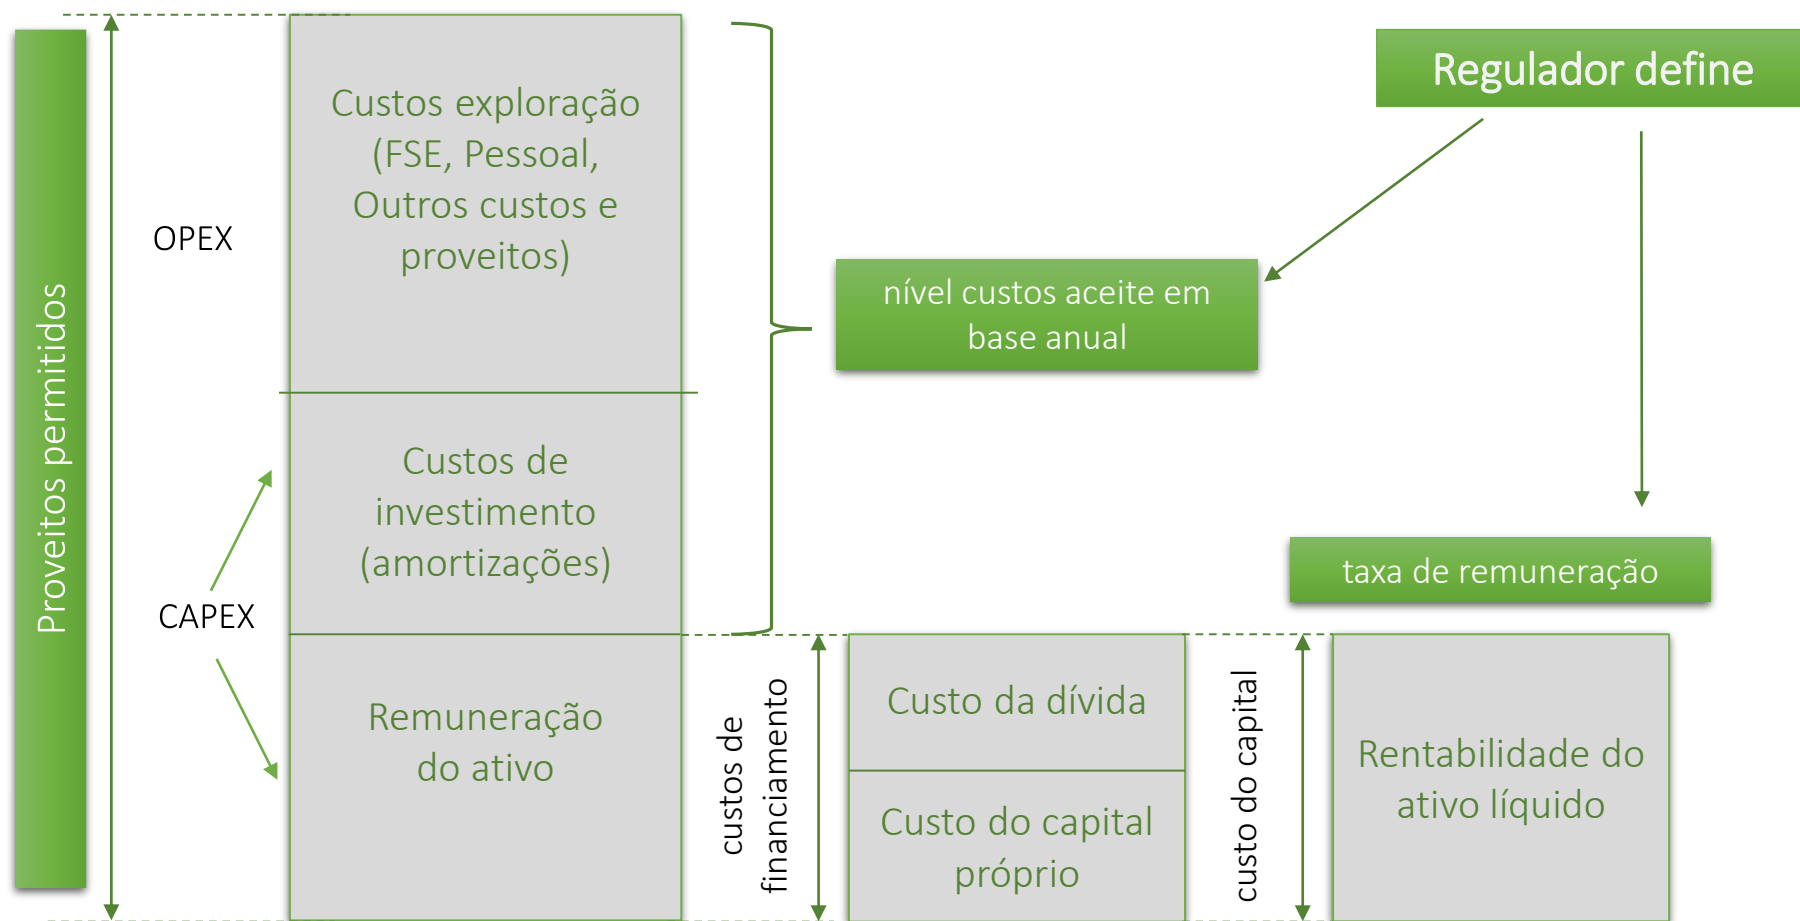 Proveitos permitidos
OPEX
CAPEX
Custos exploração
(FSE, Pessoal,
Outros custos e
proveitos)
Custos de
investimento
(amortizações)
Remuneração
do ativo
nível custos aceite em
base anual
Regulador define
taxa de remuneração
custos de
financiamento
Custo da dívida
Custo do capital
próprio
custo do capital
Rentabilidade do
ativo líquido